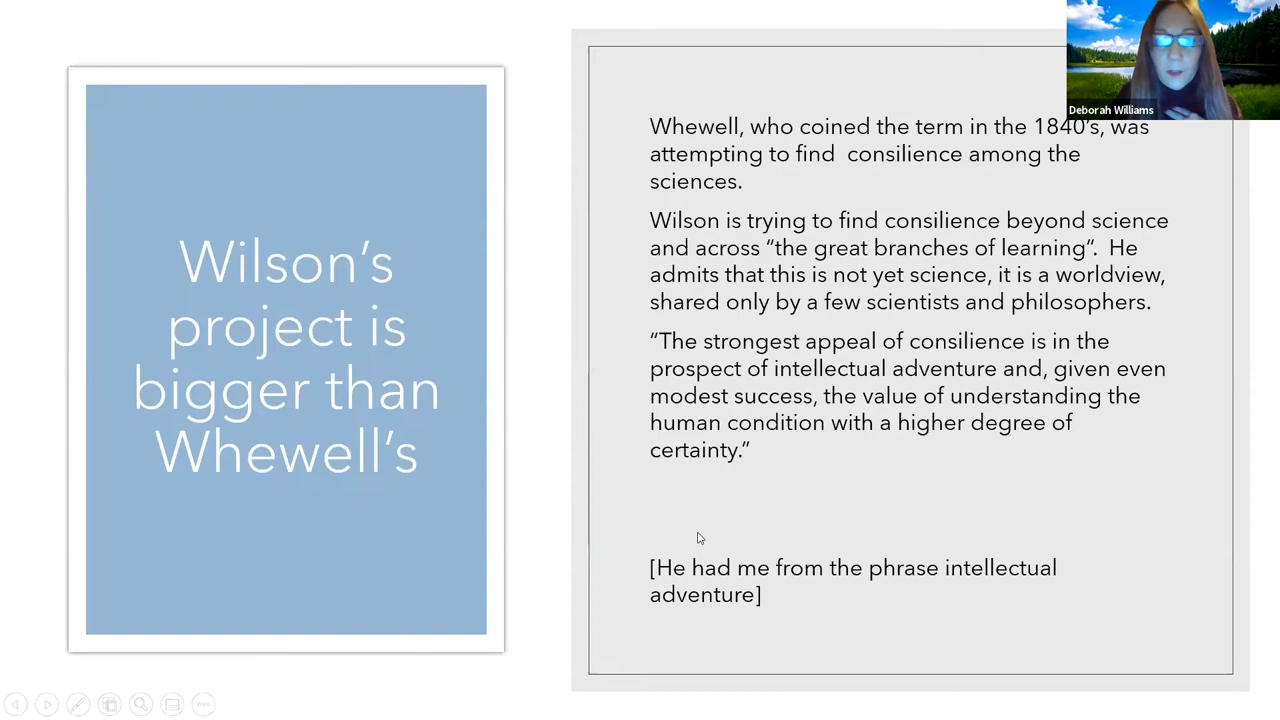 Wilson’s
project is
bigger than
Whewell’s
Deborah Williams
Whewell, who coined the term in the 1840’s, was
attempting to find  consilience among the
sciences.
Wilson is trying to find consilience beyond science
and across “the great branches of learning”.  He
admits that this is not yet science, it is a worldview,
shared only by a few scientists and philosophers.
“The strongest appeal of consilience is in the
prospect of intellectual adventure and, given even
modest success, the value of understanding the
human condition with a higher degree of
certainty.”
[He had me from the phrase intellectual
adventure]